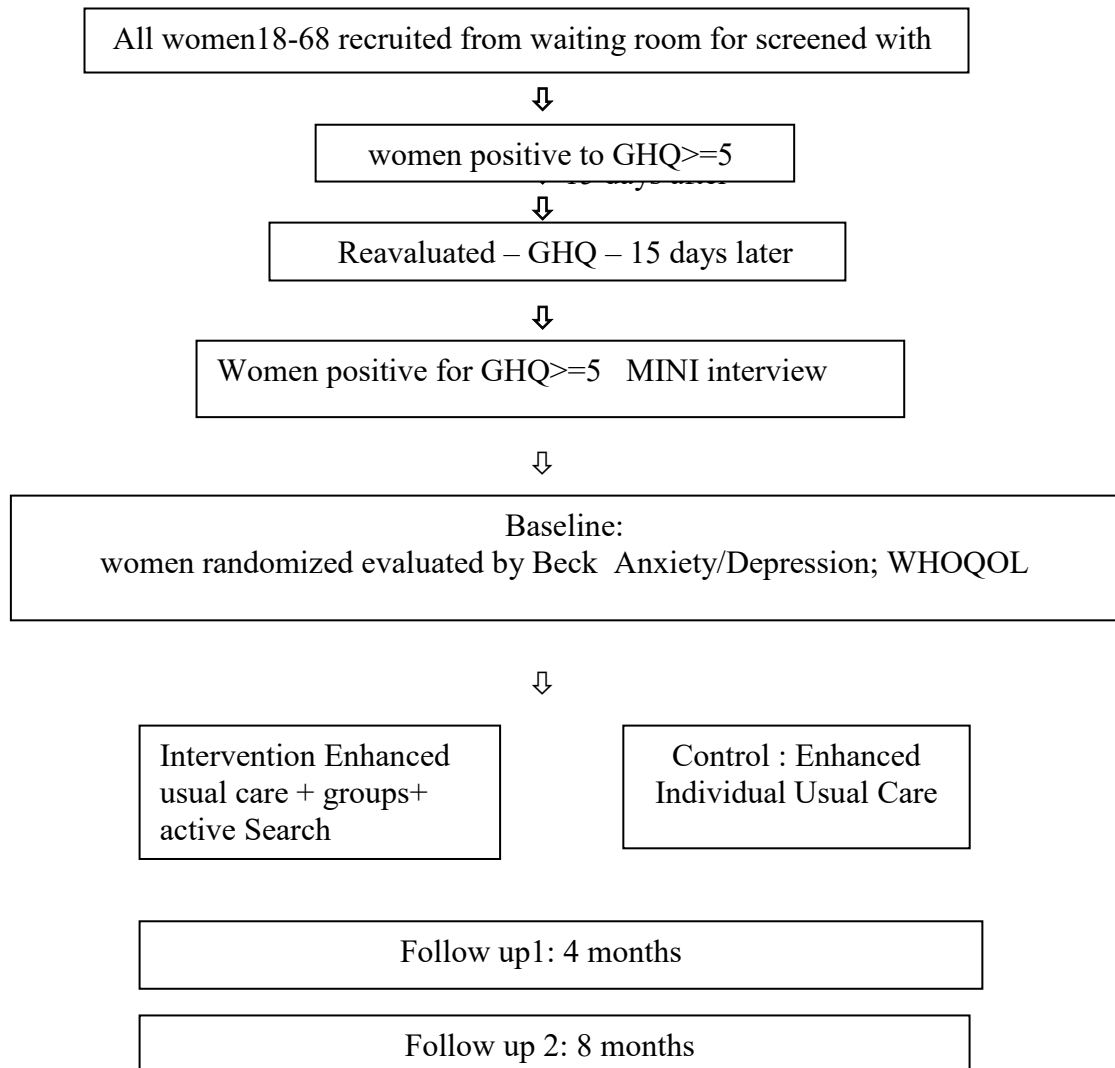 All women18-68 recruited from waiting room for screened with
women positive to GHQ>=5
15 days after
Reavaluated – GHQ – 15 days later
Women positive for GHQ>=5 MINI interview
Baseline:
women randomized evaluated by Beck Anxiety/Depression; WHOQOL
Intervention Enhanced
usual care + groups+
active Search
Control : Enhanced
Individual Usual Care
Follow up1: 4 months
Follow up 2: 8 months